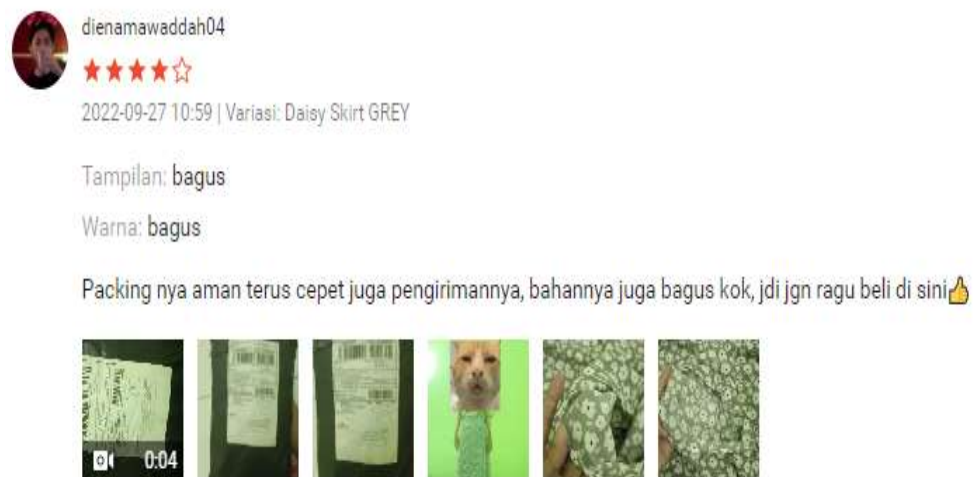 dienamawaddah04
2022-09-27 10:59 | Variasi: Daisy Skirt GREY
Tampilan: bagus
Warna: bagus
Packing nya aman terus cepet juga pengirimannya, bahannya juga bagus kok, jdi jgn ragu beli di sini👍
0:04